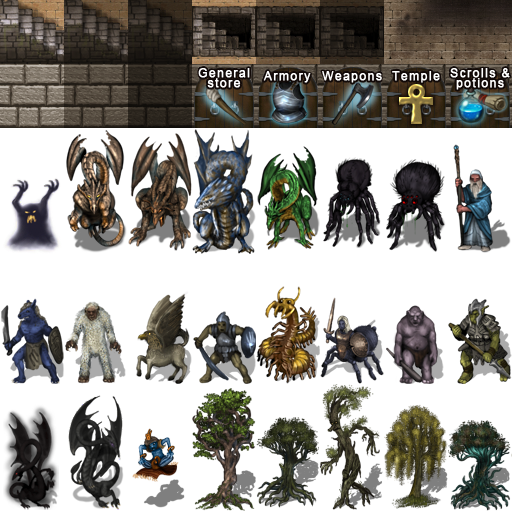 General
store
Armory
Weapons
Temple
Scrolls &
potions